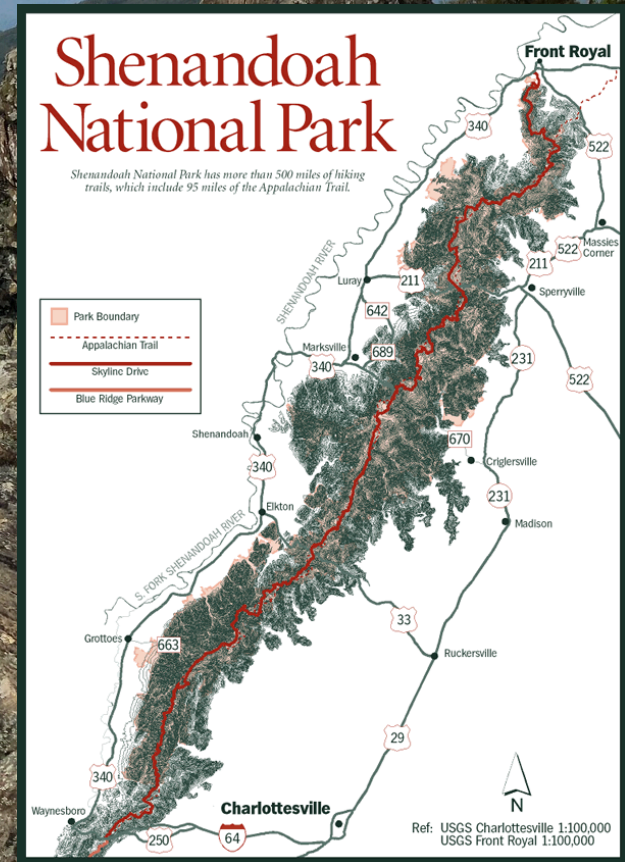 Shenandoah
National Park
Shenandoah National Park has more than 500 miles of hiking
trails, which include 95 miles of the Appalachian Trail.
Front Royal
340
522
SHENANDOAH RIVER
Massies
Corner
522
211
Luray
211
Sperryville
642
Marksville
689
340
231
522
Park Boundary
Appalachian Trail
Skyline Drive
Blue Ridge Parkway
Shenandoah
670
Criglersville
340
231
Elkton
Madison
S. FORK SHENANDOAH RIVER
33
Grottoes
663
Ruckersville
29
340
N
Waynesboro
Charlottesville
250
64
Ref: USGS Charlottesville 1:100,000
USGS Front Royal 1:100,000